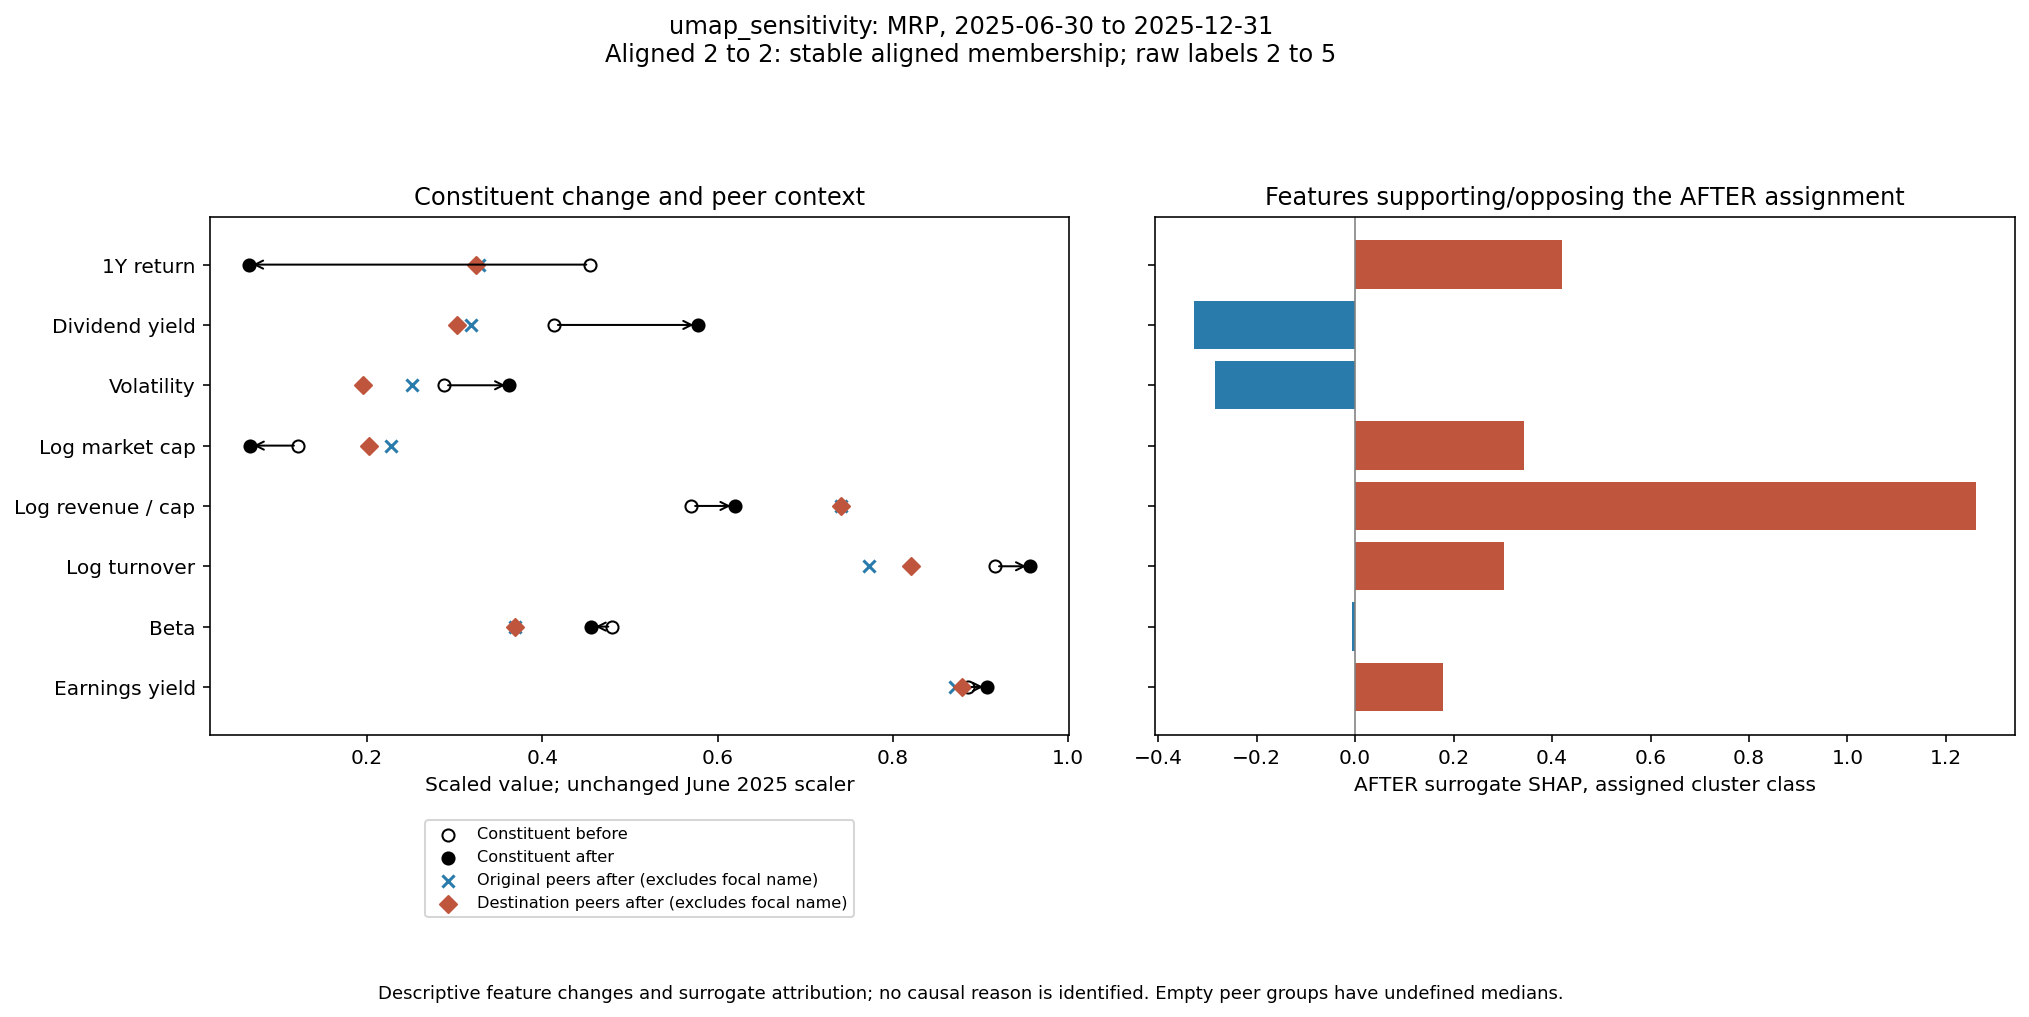 umap_sensitivity: MRP, 2025-06-30 to 2025-12-31
Aligned 2 to 2: stable aligned membership; raw labels 2 to 5
Constituent change and peer context
1Y return
Dividend yield
Volatility
Log market cap
Log revenue / cap
Log turnover
Beta
Earnings yield
0.2 0.4 0.6 0.8 1.0
Scaled value; unchanged June 2025 scaler
Constituent before
Constituent after
Original peers after (excludes focal name)
Destination peers after (excludes focal name)
Features supporting/opposing the AFTER assignment
−0.4 −0.2 0.0 0.2 0.4 0.6 0.8 1.0 1.2
AFTER surrogate SHAP, assigned cluster class
Descriptive feature changes and surrogate attribution; no causal reason is identified. Empty peer groups have undefined medians.